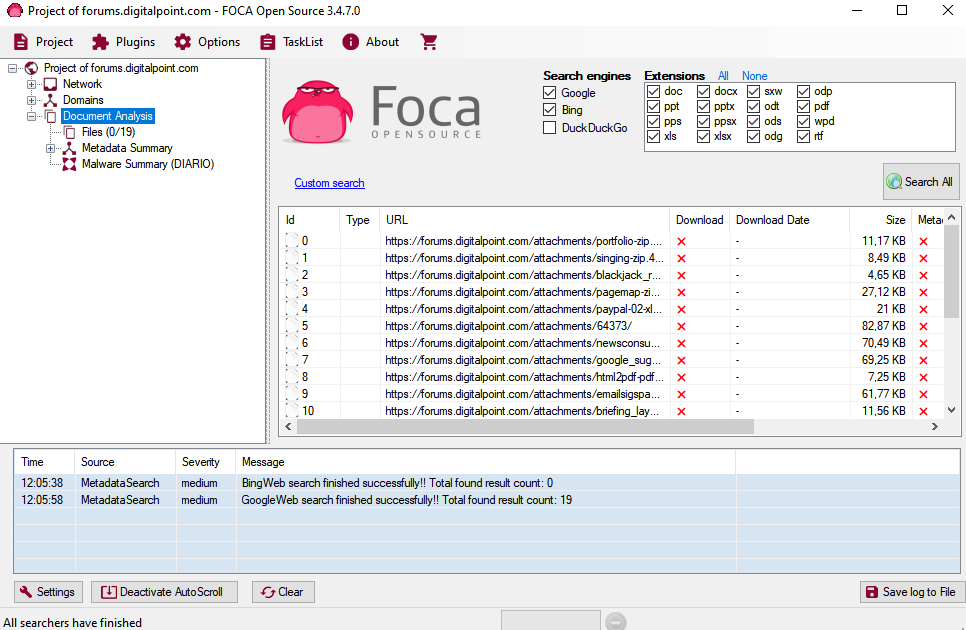 Project of forums.digitalpoint.com - FOCA Open Source 3.4.7.0
Project Plugins Options TaskList About
Project of forums.digitalpoint.com
Network
Domains
Document Analysis
Files (0/19)
Metadata Summary
Malware Summary (DIARIO)
Foca
OPENSOURCE
Search engines
Google
Bing
DuckDuckGo
Extensions All None
doc docx sxw odp
ppt pptx odt pdf
pps ppsx ods wpd
xls xlsx odg rtf
Custom search
Search All
Id Type URL Download Download Date Size Metac
0 https://forums.digitalpoint.com/attachments/portfolio-zip.... - 11,17 KB
1 https://forums.digitalpoint.com/attachments/singing-zip.4... - 8,49 KB
2 https://forums.digitalpoint.com/attachments/blackjack_r... - 4,65 KB
3 https://forums.digitalpoint.com/attachments/pagemap-zi... - 27,12 KB
4 https://forums.digitalpoint.com/attachments/paypal-02-xl... - 21 KB
5 https://forums.digitalpoint.com/attachments/64373/ - 82,87 KB
6 https://forums.digitalpoint.com/attachments/newsconsu... - 70,49 KB
7 https://forums.digitalpoint.com/attachments/google_sug... - 69,25 KB
8 https://forums.digitalpoint.com/attachments/html2pdf-pdf... - 7,25 KB
9 https://forums.digitalpoint.com/attachments/emailsigspa... - 61,77 KB
10 https://forums.digitalpoint.com/attachments/briefing_lay... - 11,56 KB
Time Source Severity Message
12:05:38 MetadataSearch medium BingWeb search finished successfully!! Total found result count: 0
12:05:58 MetadataSearch medium GoogleWeb search finished successfully!! Total found result count: 19
Settings Deactivate AutoScroll Clear Save log to File
All searchers have finished